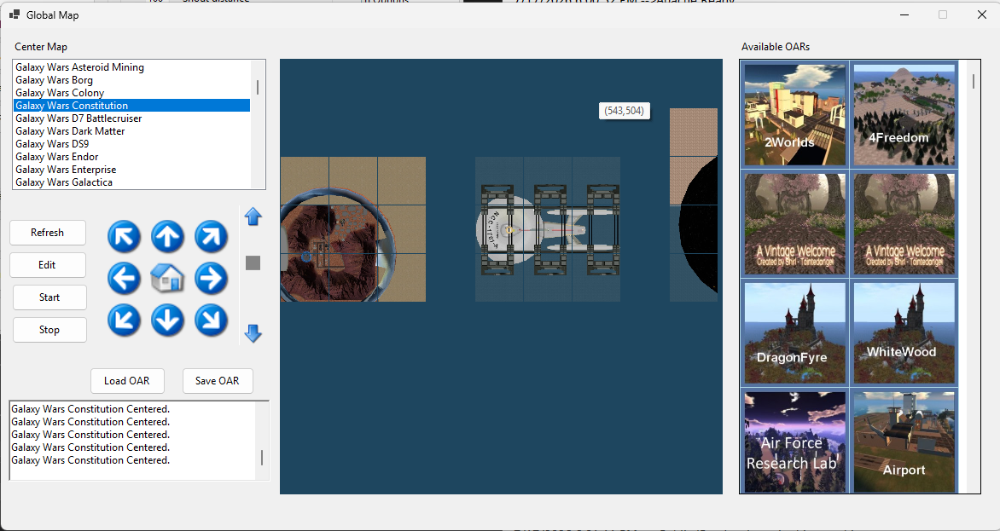 Global Map
Center Map
Galaxy Wars Asteroid Mining
Galaxy Wars Borg
Galaxy Wars Colony
Galaxy Wars Constitution
Galaxy Wars D7 Battlecruiser
Galaxy Wars Dark Matter
Galaxy Wars DS9
Galaxy Wars Endor
Galaxy Wars Enterprise
Galaxy Wars Galactica
Refresh
Edit
Start
Stop
Load OAR
Save OAR
Galaxy Wars Constitution Centered.
Galaxy Wars Constitution Centered.
Galaxy Wars Constitution Centered.
Galaxy Wars Constitution Centered.
Galaxy Wars Constitution Centered.
(543,504)
Available OARs
2Worlds
4Freedom
A Vintage Welcome
Created by Shirl - Taintedangel
A Vintage Welcome
Created by Shirl - Taintedangel
DragonFyre
WhiteWood
Air Force
Research Lab
Airport